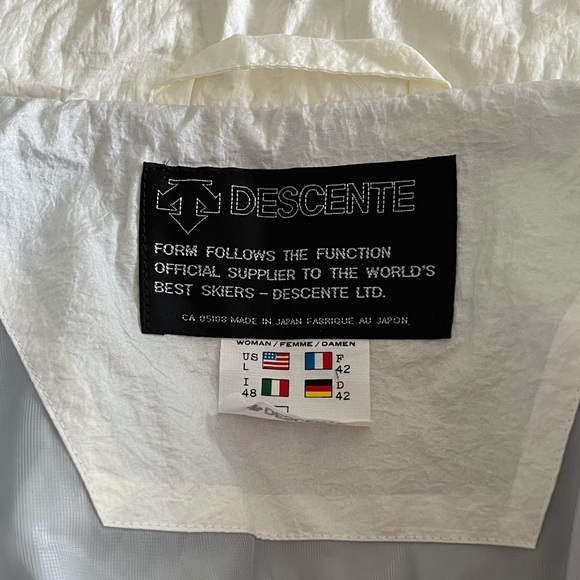 DESCENTE
FORM FOLLOWS THE FUNCTION
OFFICIAL SUPPLIER TO THE WORLD'S
BEST SKIERS - DESCENTE LTD.
CA 05108 MADE IN JAPAN FABRIQUE AU JAPON
WOMAN / FEMME / DAMEN
US F
L 42
I D
48 42